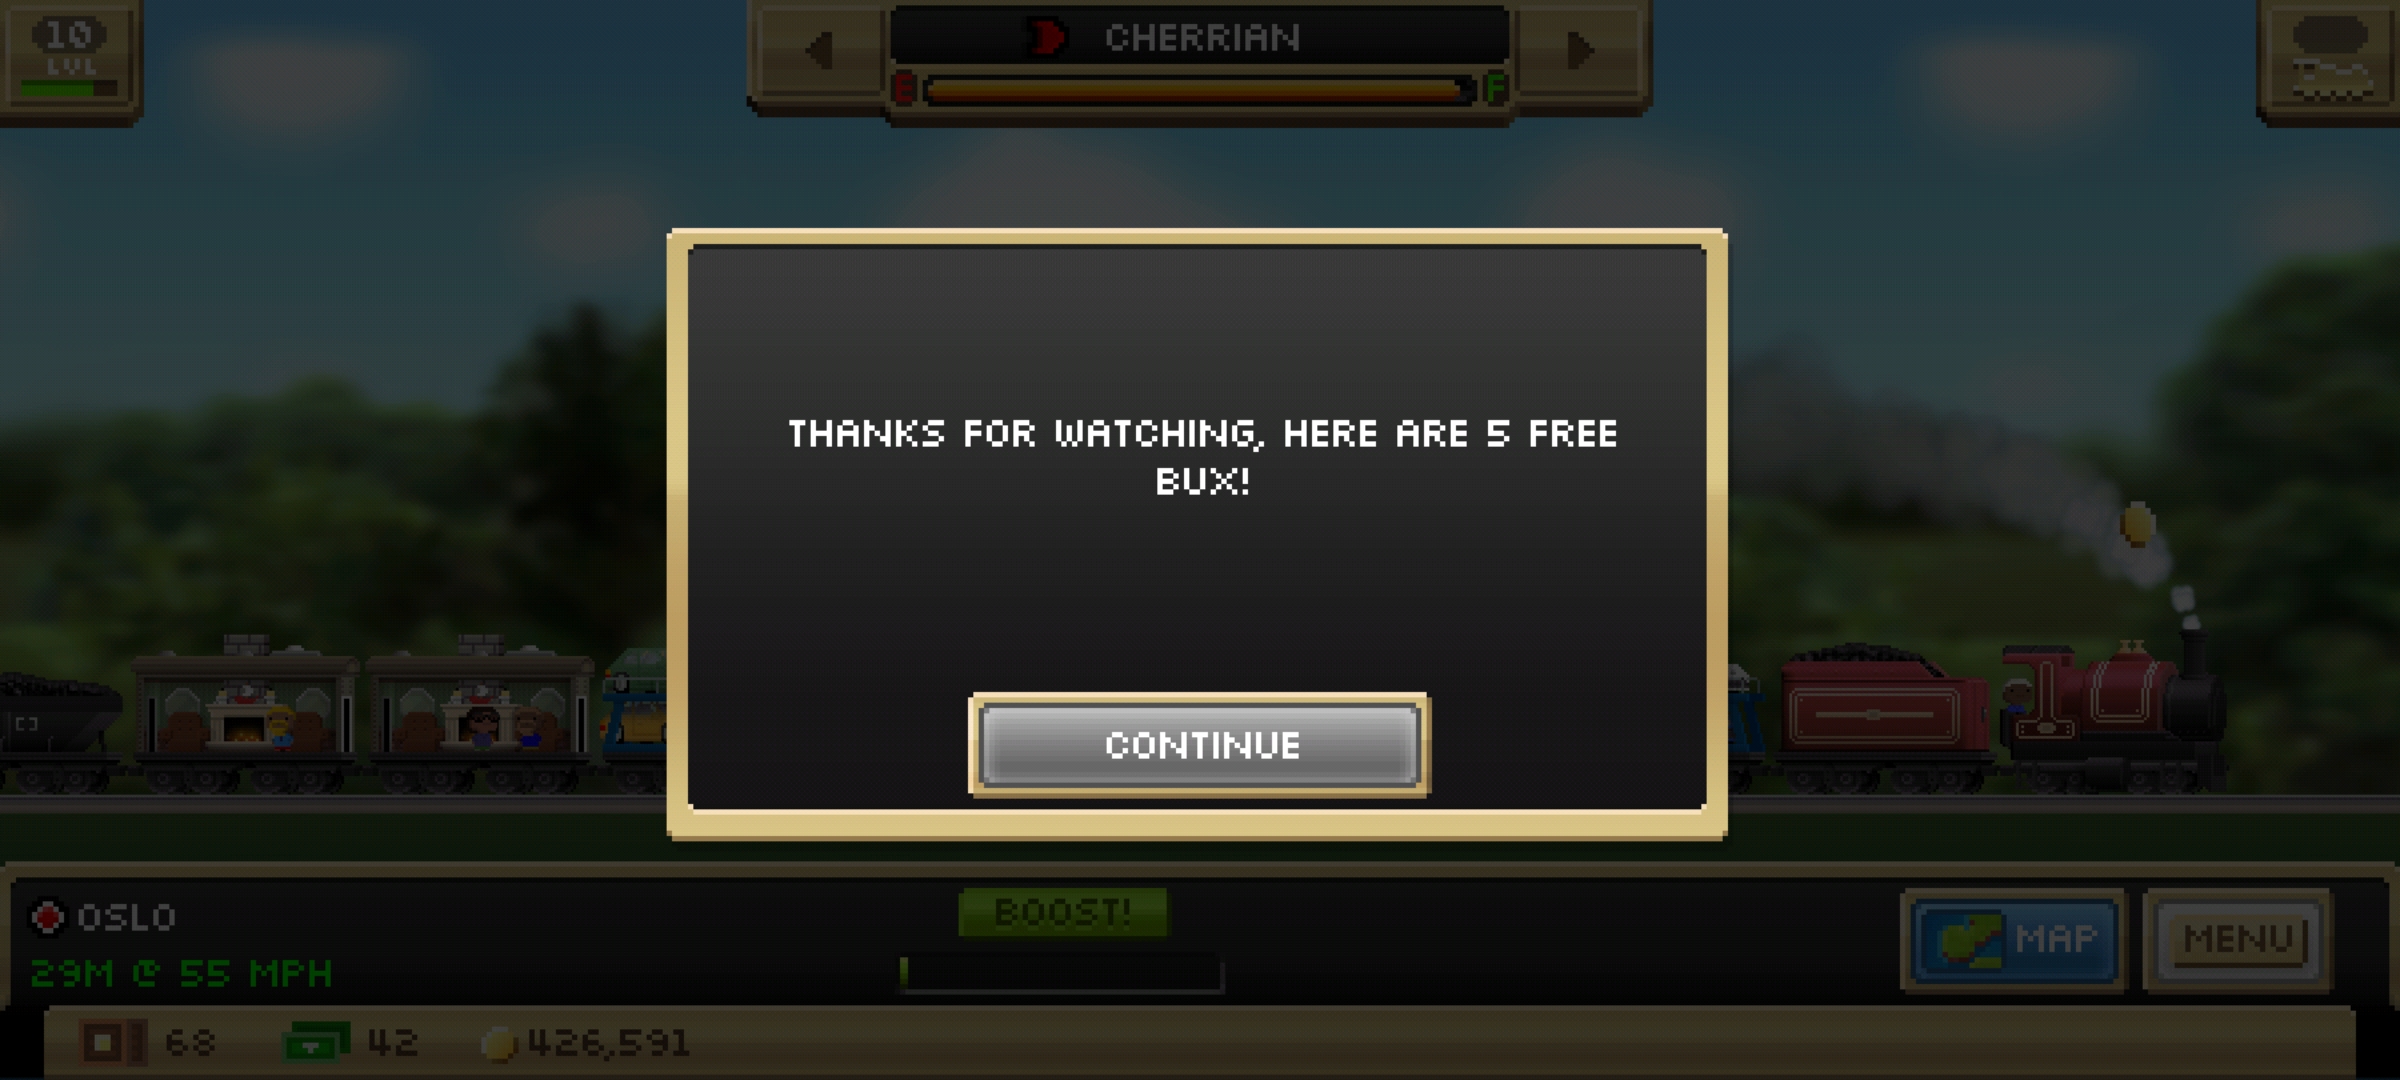 10
LVL
CHERRIAN
E
F
THANKS FOR WATCHING, HERE ARE 5 FREE
BUX!
CONTINUE
OSLO
BOOST!
MAP
MENU
29M @ 55 MPH
68
42
426,591